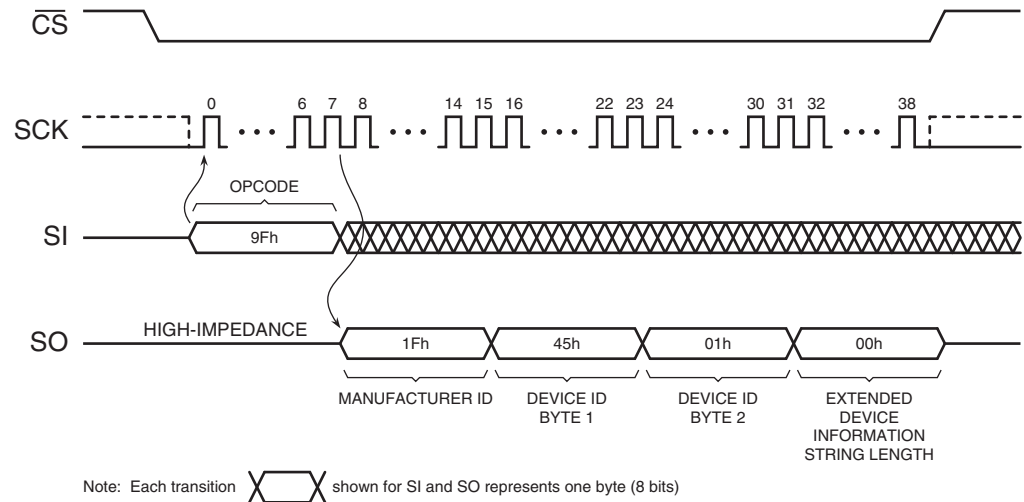 CS
0 6 7 8 14 15 16 22 23 24 30 31 32 38
SCK
OPCODE
SI 9Fh
HIGH-IMPEDANCE
SO 1Fh 45h 01h 00h
MANUFACTURER ID DEVICE ID DEVICE ID EXTENDED
BYTE 1 BYTE 2 DEVICE
INFORMATION
STRING LENGTH
Note: Each transition shown for SI and SO represents one byte (8 bits)